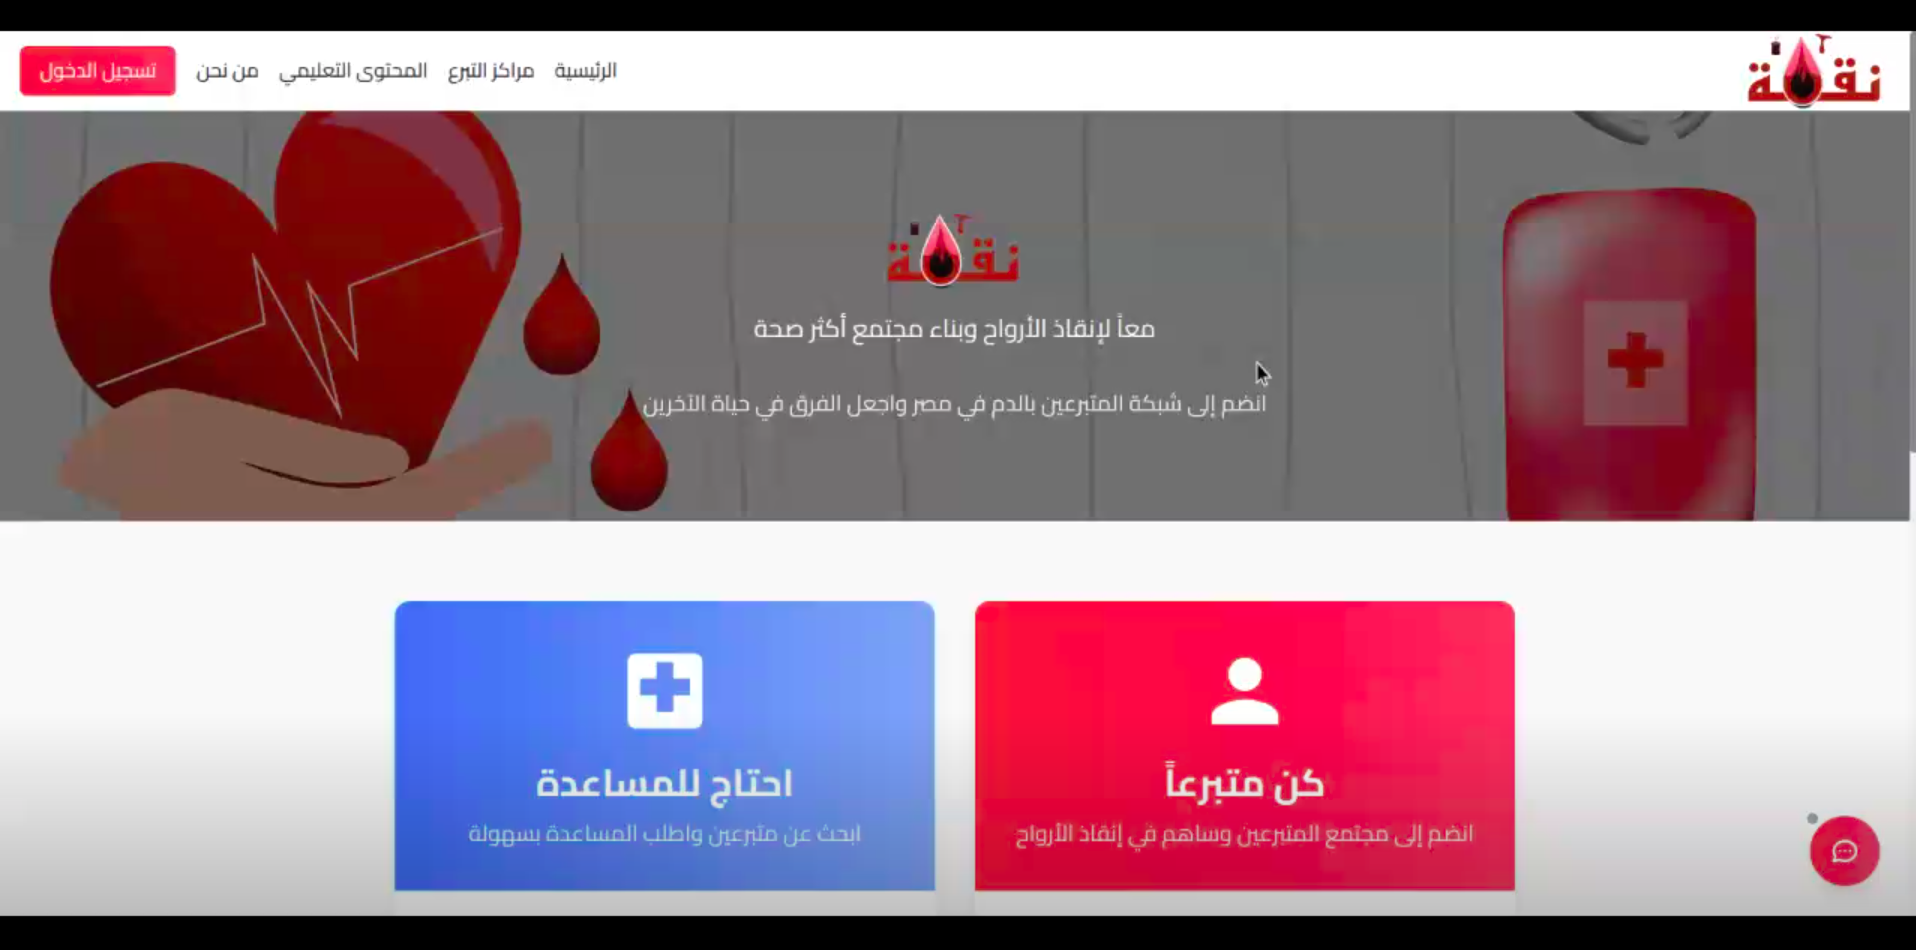 نقطة
الرئيسية
مراكز التبرع
المحتوى التعليمي
من نحن
تسجيل الدخول
نقطة
معاً لإنقاذ الأرواح وبناء مجتمع أكثر صحة
انضم إلى شبكة المتبرعين بالدم في مصر واجعل الفرق في حياة الآخرين
كن متبرعاً
انضم إلى مجتمع المتبرعين وساهم في إنقاذ الأرواح
احتاج للمساعدة
ابحث عن متبرعين واطلب المساعدة بسهولة